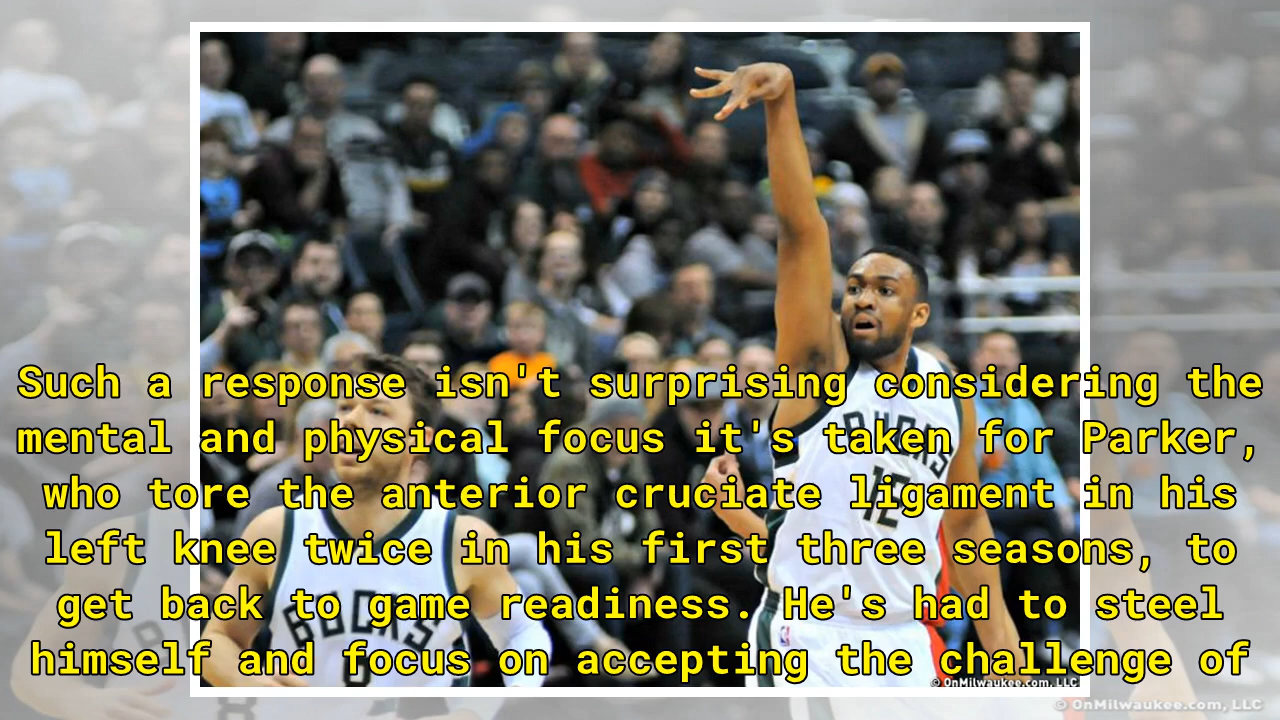 Such a response isn't surprising considering the
mental and physical focus it's taken for Parker,
who tore the anterior cruciate ligament in his
left knee twice in his first three seasons, to
get back to game readiness. He's had to steel
himself and focus on accepting the challenge of
BUCKS
12
BUCKS
© OnMilwaukee.com, LLC
© OnMilwaukee.com, LLC